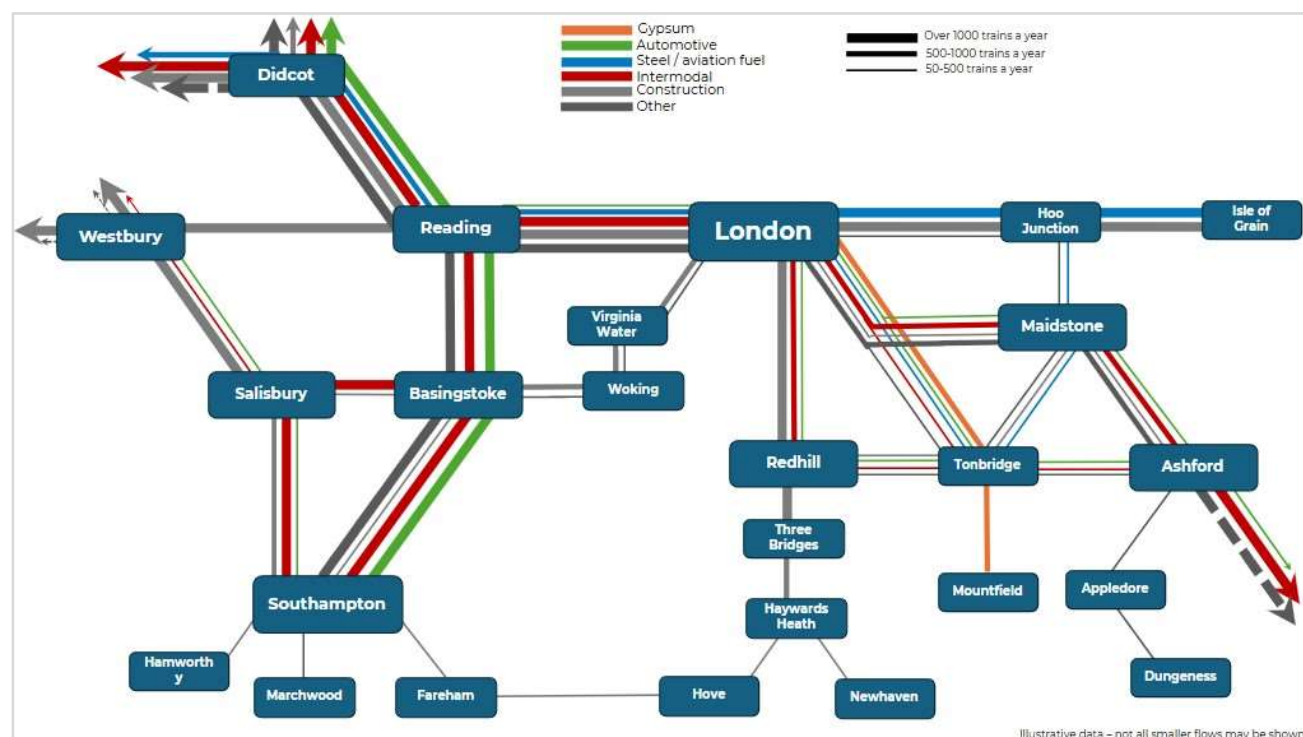 Gypsum
Automotive
Steel / aviation fuel
Intermodal
Construction
Other
Over 1000 trains a year
500-1000 trains a year
50-500 trains a year
Didcot
Westbury
Reading
London
Hoo
Junction
Isle of
Grain
Virginia
Water
Maidstone
Salisbury
Basingstoke
Woking
Redhill
Tonbridge
Ashford
Three
Bridges
Southampton
Mountfield
Appledore
Haywards
Heath
Hamworth
y
Marchwood
Fareham
Hove
Newhaven
Dungeness
Illustrative data – not all smaller flows may be shown